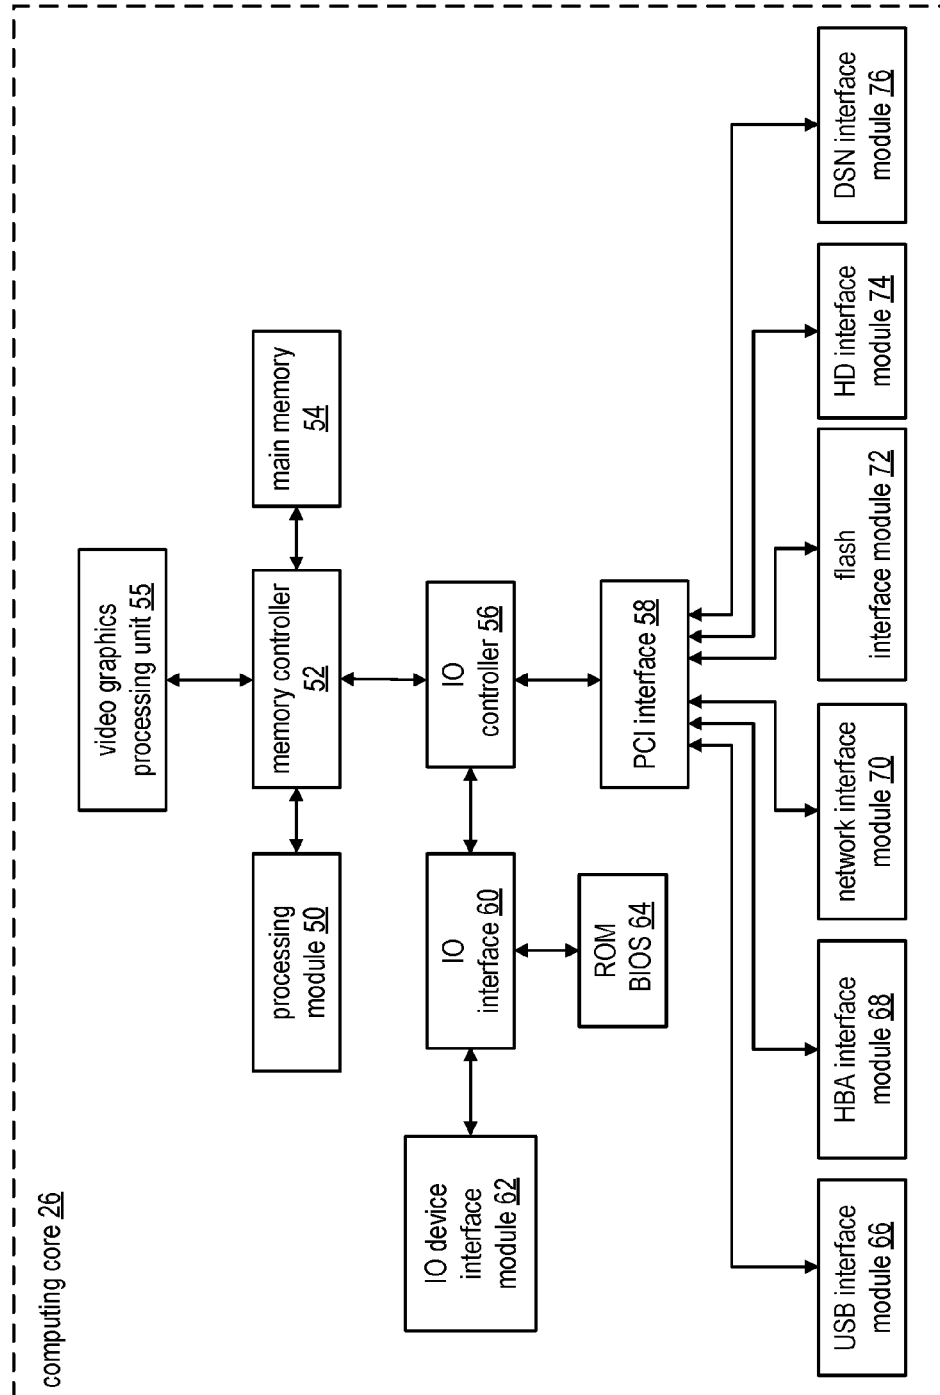 computing core 26
video graphics
processing unit 55
processing
module 50
memory controller
52
main memory
54
IO device
interface
module 62
IO
interface 60
IO
controller 56
ROM
BIOS 64
PCI interface 58
USB interface
module 66
HBA interface
module 68
network interface
module 70
flash
interface module 72
HD interface
module 74
DSN interface
module 76